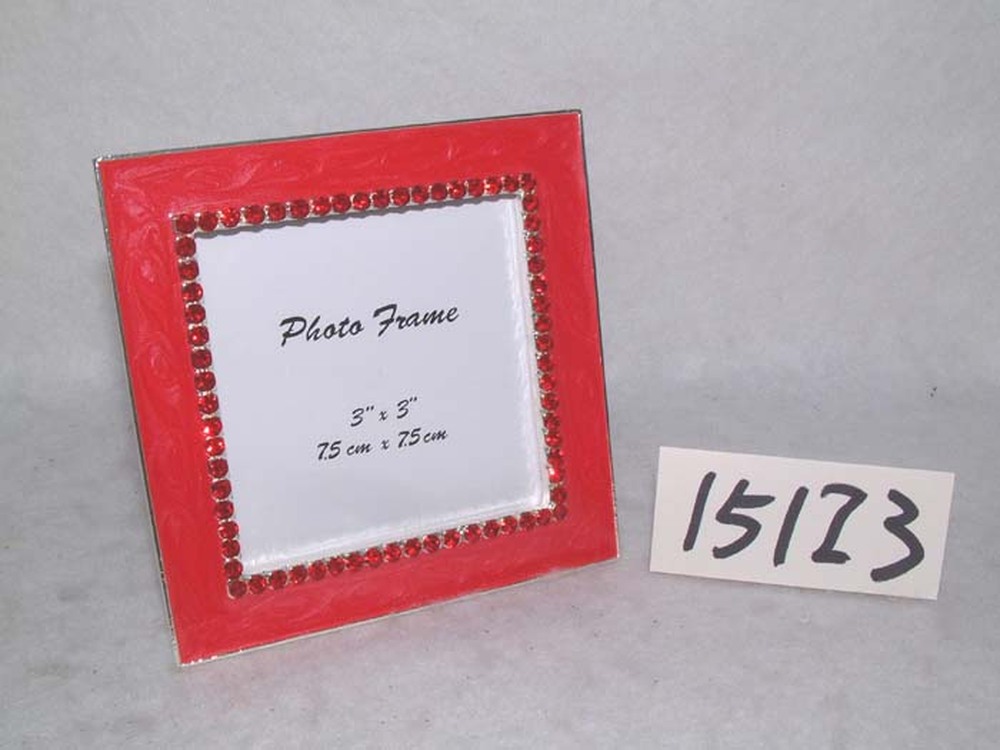 Photo Frame
3" x 3"
7.5 cm x 7.5 cm
15123